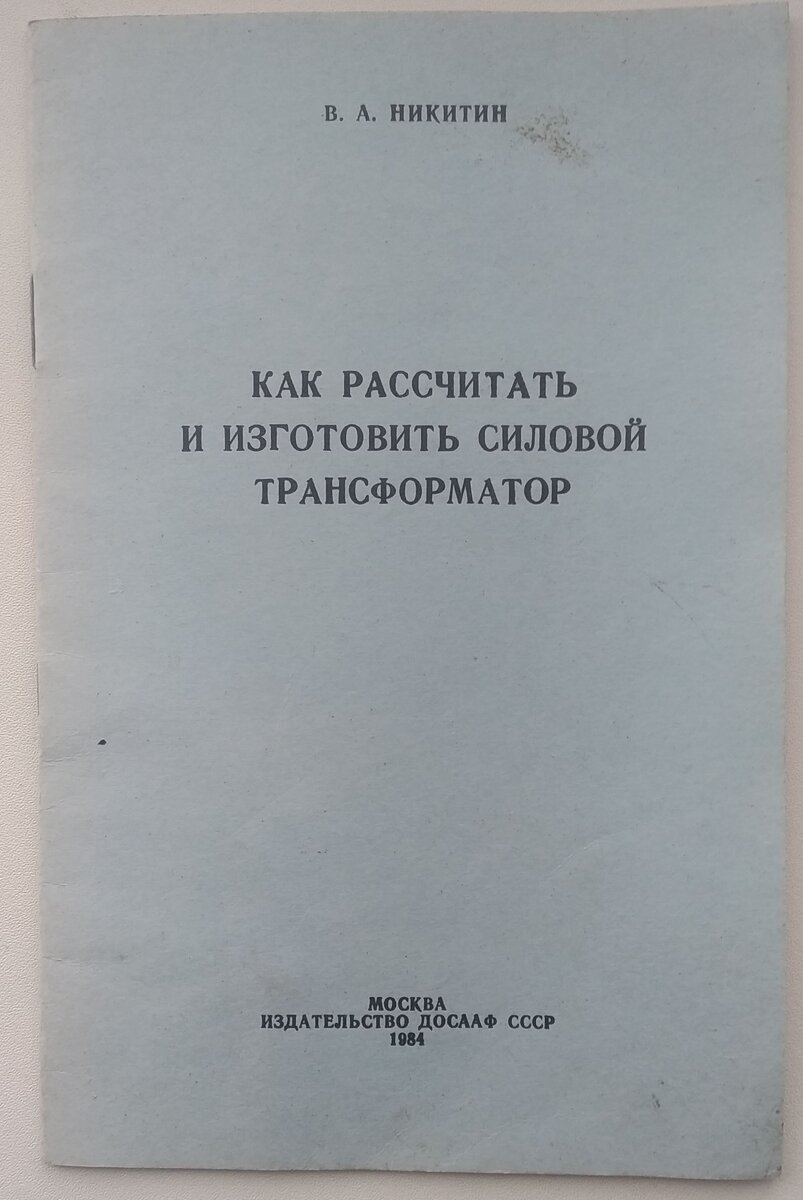 В. А. НИКИТИН
КАК РАССЧИТАТЬ
И ИЗГОТОВИТЬ СИЛОВОЙ
ТРАНСФОРМАТОР
МОСКВА
ИЗДАТЕЛЬСТВО ДОСААФ СССР
1984